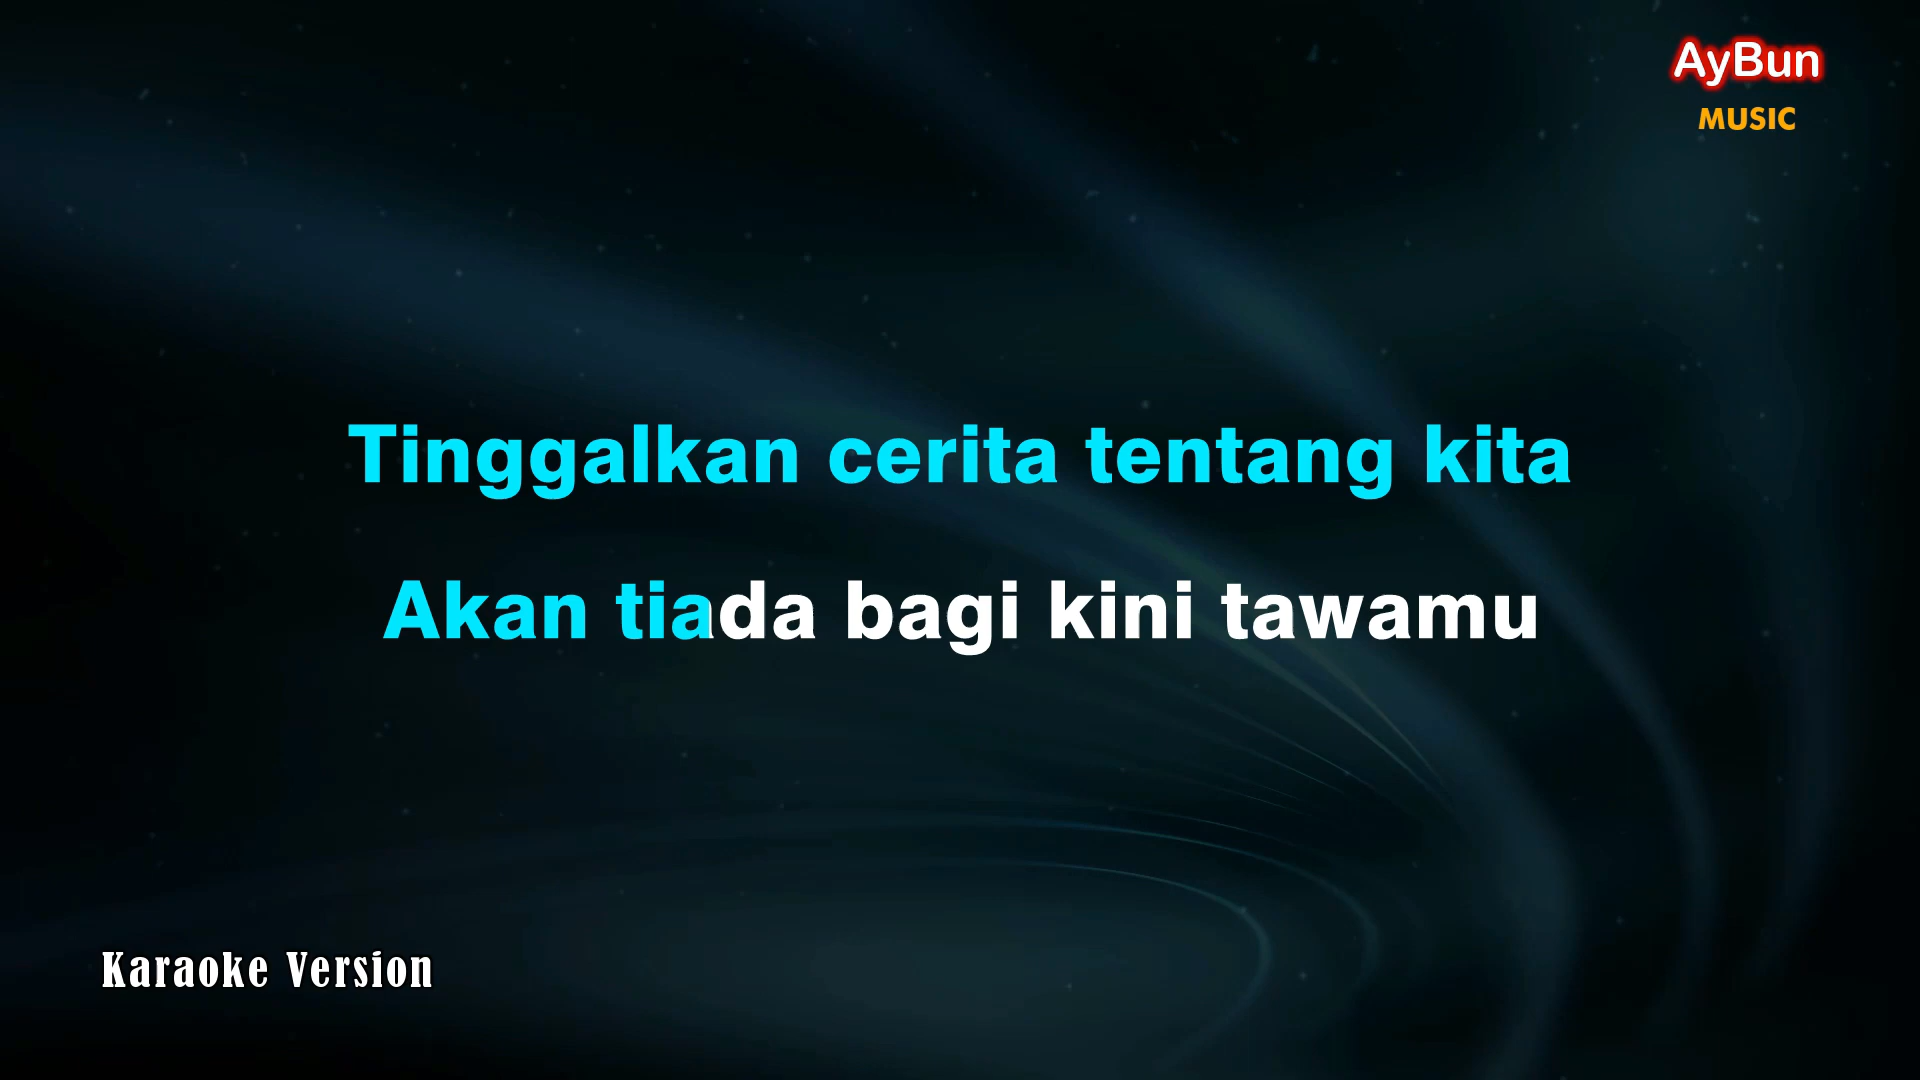 AyBun
MUSIC
Tinggalkan cerita tentang kita
Akan tiada bagi kini tawamu
Karaoke Version